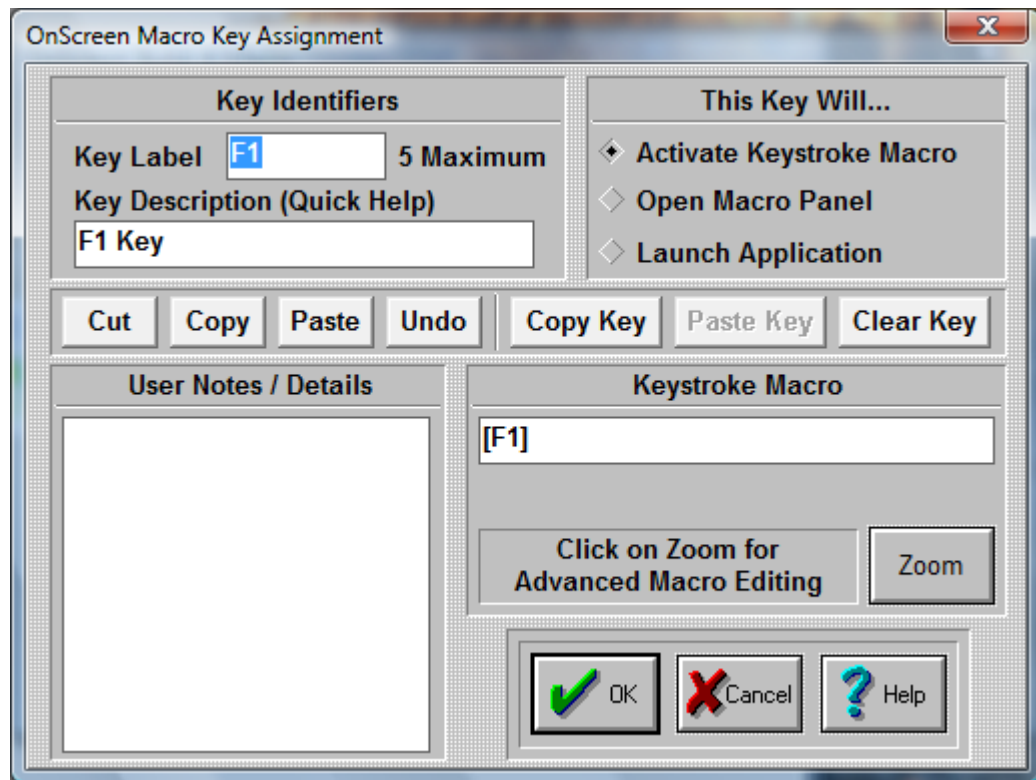 OnScreen Macro Key Assignment
Key Identifiers
Key Label F1 5 Maximum
Key Description (Quick Help)
F1 Key
This Key Will...
Activate Keystroke Macro
Open Macro Panel
Launch Application
Cut Copy Paste Undo Copy Key Paste Key Clear Key
User Notes / Details
Keystroke Macro
[F1]
Click on Zoom for
Advanced Macro Editing
Zoom
OK Cancel Help